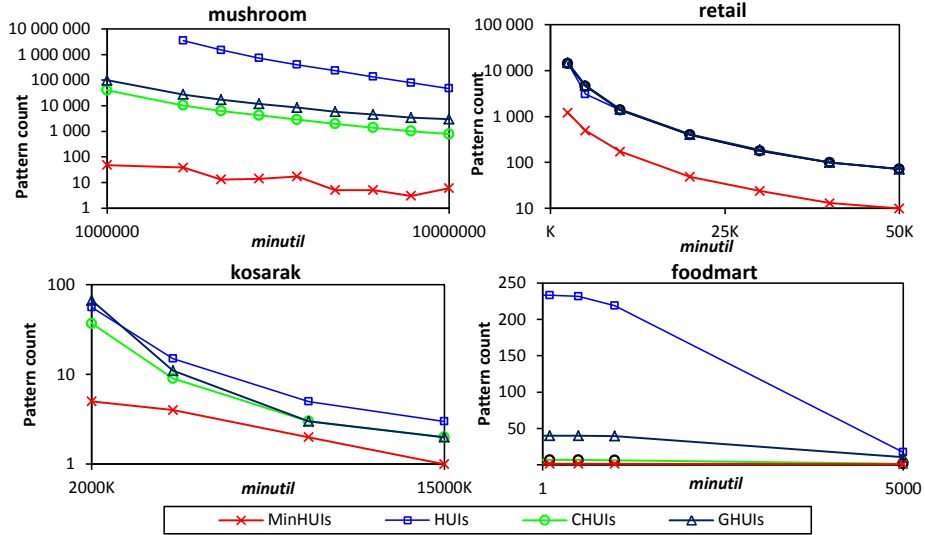 mushroom
Pattern count
10 000 000
1 000 000
100 000
10 000
1 000
100
10
1
1000000
10000000
minutil
retail
Pattern count
100 000
10 000
1 000
100
10
K
25K
50K
minutil
kosarak
Pattern count
100
10
1
2000K
15000K
minutil
foodmart
Pattern count
250
200
150
100
50
1
5000
minutil
MinHUIs HUIs CHUIs GHUIs